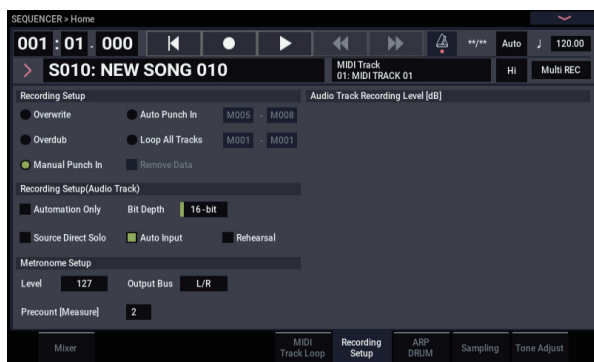 SEQUENCER > Home
001 : 01 . 000 **/** Auto ♩ 120.00
> S010: NEW SONG 010 MIDI Track Hi Multi REC
01: MIDI TRACK 01
Recording Setup Audio Track Recording Level [dB]
Overwrite Auto Punch In M005 - M008
Overdub Loop All Tracks M001 - M001
Manual Punch In Remove Data
Recording Setup(Audio Track)
Automation Only Bit Depth 16-bit
Source Direct Solo Auto Input Rehearsal
Metronome Setup
Level 127 Output Bus L/R
Precount [Measure] 2
Mixer MIDI Track Loop Recording Setup ARP DRUM Sampling Tone Adjust